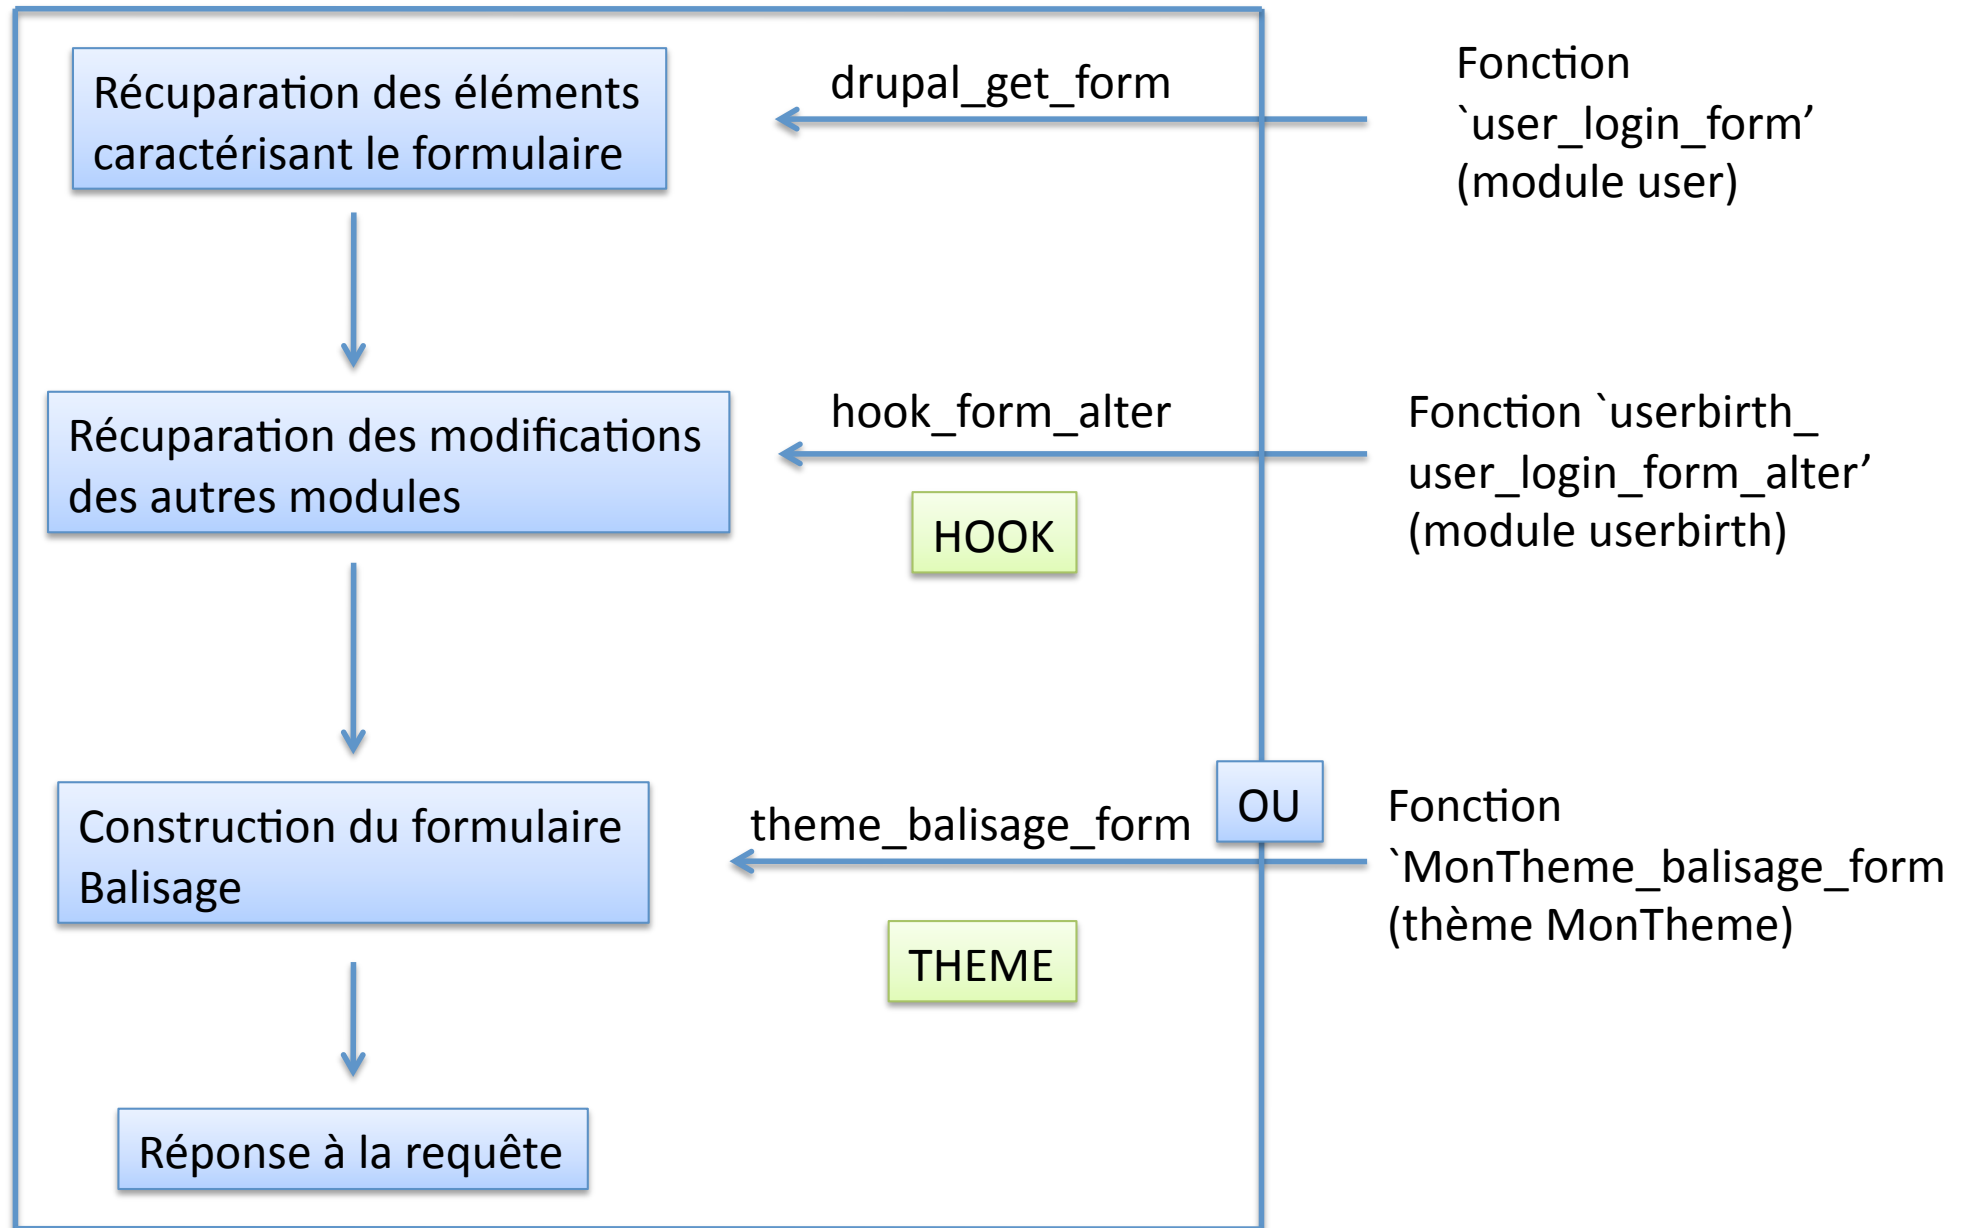 Récuparation des éléments
caractérisant le formulaire
drupal_get_form
Fonction
`user_login_form’
(module user)
Récuparation des modifications
des autres modules
hook_form_alter
HOOK
Fonction `userbirth_
user_login_form_alter’
(module userbirth)
Construction du formulaire
Balisage
theme_balisage_form
OU
THEME
Fonction
`MonTheme_balisage_form
(thème MonTheme)
Réponse à la requête